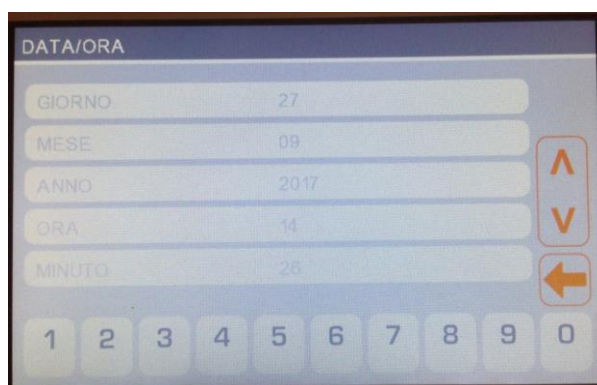 DATA/ORA
GIORNO 27
MESE 09
ANNO 2017
ORA 14
MINUTO 26
1 2 3 4 5 6 7 8 9 0